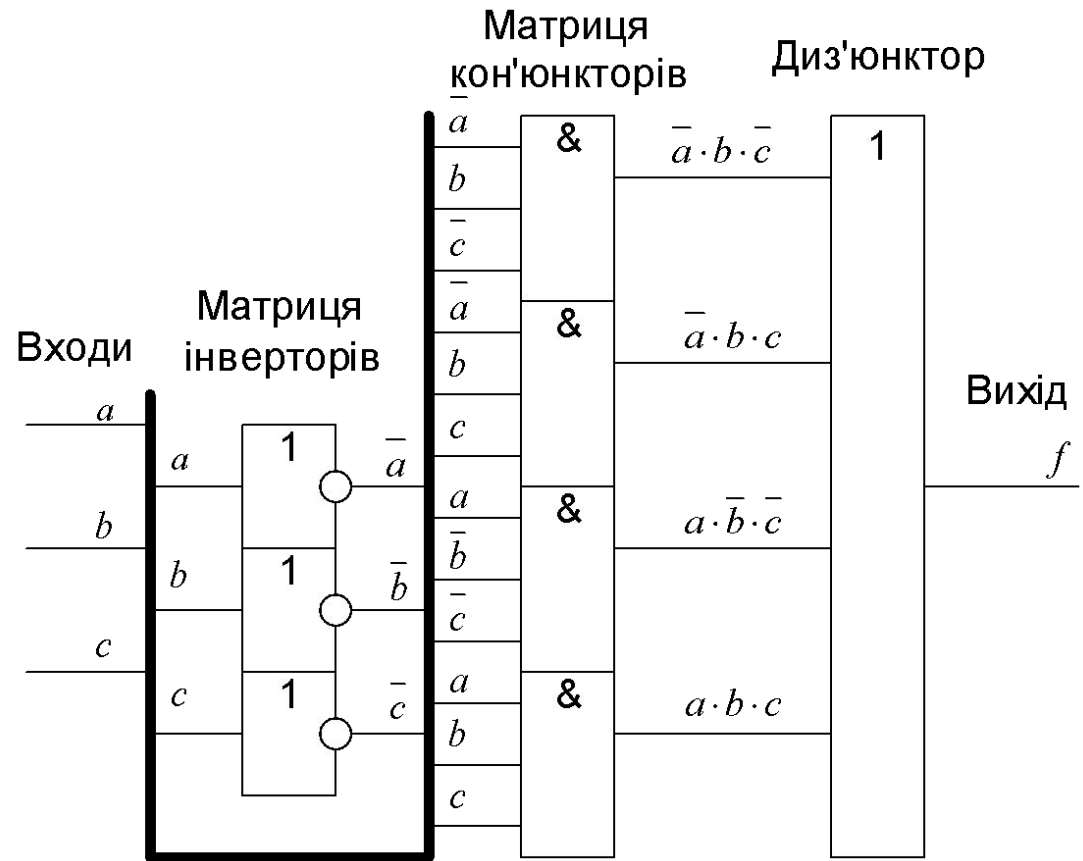 Матриця
кон'юнкторів
Диз'юнктор
Матриця
інверторів
Входи
Вихід
a
b
c
a
b
c
1
1
1
a̅
b̅
c̅
a̅
b
c̅
a̅
b
c
a
b̅
c̅
a
b
c
&
&
&
&
a̅·b·c̅
a̅·b·c
a·b̅·c̅
a·b·c
1
f